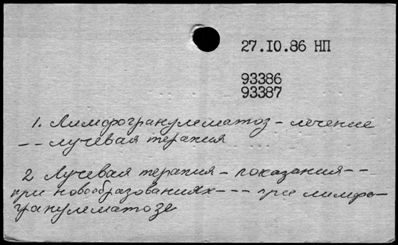 27.10.86 НП
93386
93387
1. Лимфогранулематоз – лечение
-- лучевая терапия
2. Лучевая терапия – показания --
при новообразованиях --- при лимфо-
гранулематозе